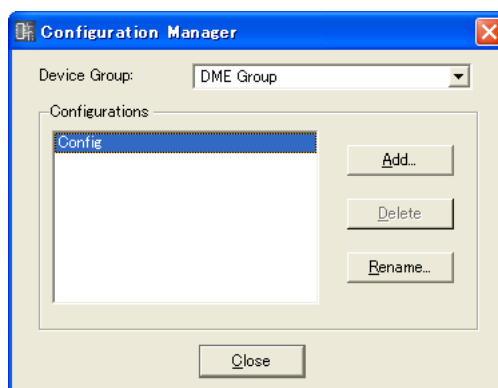 Configuration Manager
Device Group: DME Group
Configurations
Config
Add...
Delete
Rename...
Close